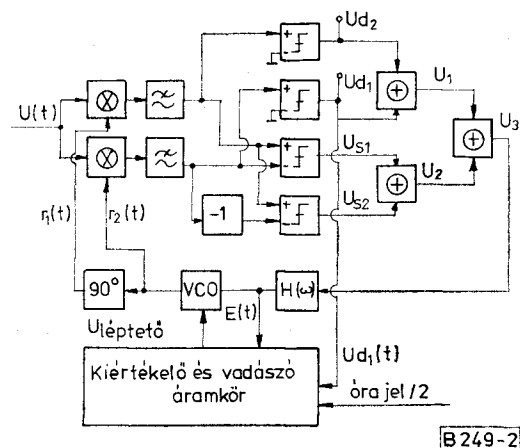 Ud2
U(t)
Ud1
U1
U3
US1
U2
US2
r1(t)
r2(t)
-1
90°
VCO
H(ω)
Uléptető
E(t)
Ud1(t)
Kiértékelő és vadászó
áramkör
óra jel/2
B249-2